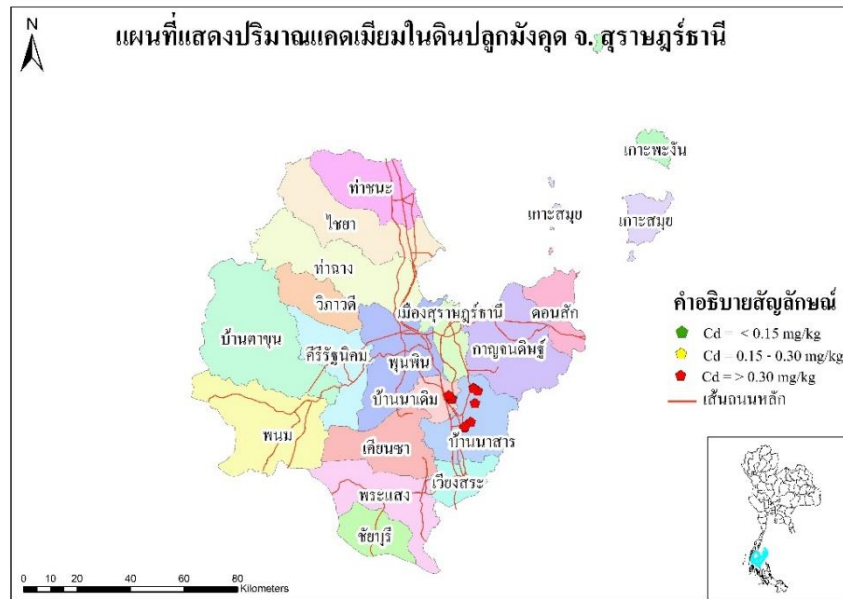 N
แผนที่แสดงปริมาณแคดเมียมในดินปลูกมังคุด จ. สุราษฎร์ธานี
เกาะพะงัน
ท่าชนะ
เกาะสมุย
เกาะสมุย
ไชยา
ท่าฉาง
วิภาวดี
เมืองสุราษฎร์ธานี
ดอนสัก
บ้านตาขุน
คีรีรัฐนิคม
พุนพิน
กาญจนดิษฐ์
บ้านนาเดิม
พนม
เคียนซา
บ้านนาสาร
เวียงสระ
พระแสง
ชัยบุรี
คำอธิบายสัญลักษณ์
Cd = < 0.15 mg/kg
Cd = 0.15 - 0.30 mg/kg
Cd = > 0.30 mg/kg
เส้นถนนหลัก
0 5 10 20 30 40 60 80
Kilometers